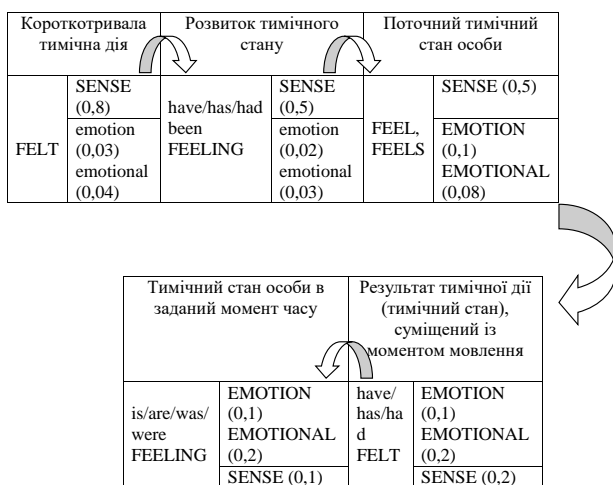 Короткотривала
тимічна дія
Розвиток тимічного
стану
Поточний тимічний
стан особи
FELT
SENSE
(0,8)
emotion
(0,03)
emotional
(0,04)
have/has/had
been
FEELING
SENSE
(0,5)
emotion
(0,02)
emotional
(0,03)
FEEL,
FEELS
SENSE (0,5)
EMOTION
(0,1)
EMOTIONAL
(0,08)
Тимічний стан особи в
заданий момент часу
Результат тимічної дії
(тимічний стан),
суміщений із
моментом мовлення
is/are/was/
were
FEELING
EMOTION
(0,1)
EMOTIONAL
(0,2)
SENSE (0,1)
have/
has/ha
d
FELT
EMOTION
(0,1)
EMOTIONAL
(0,2)
SENSE (0,2)